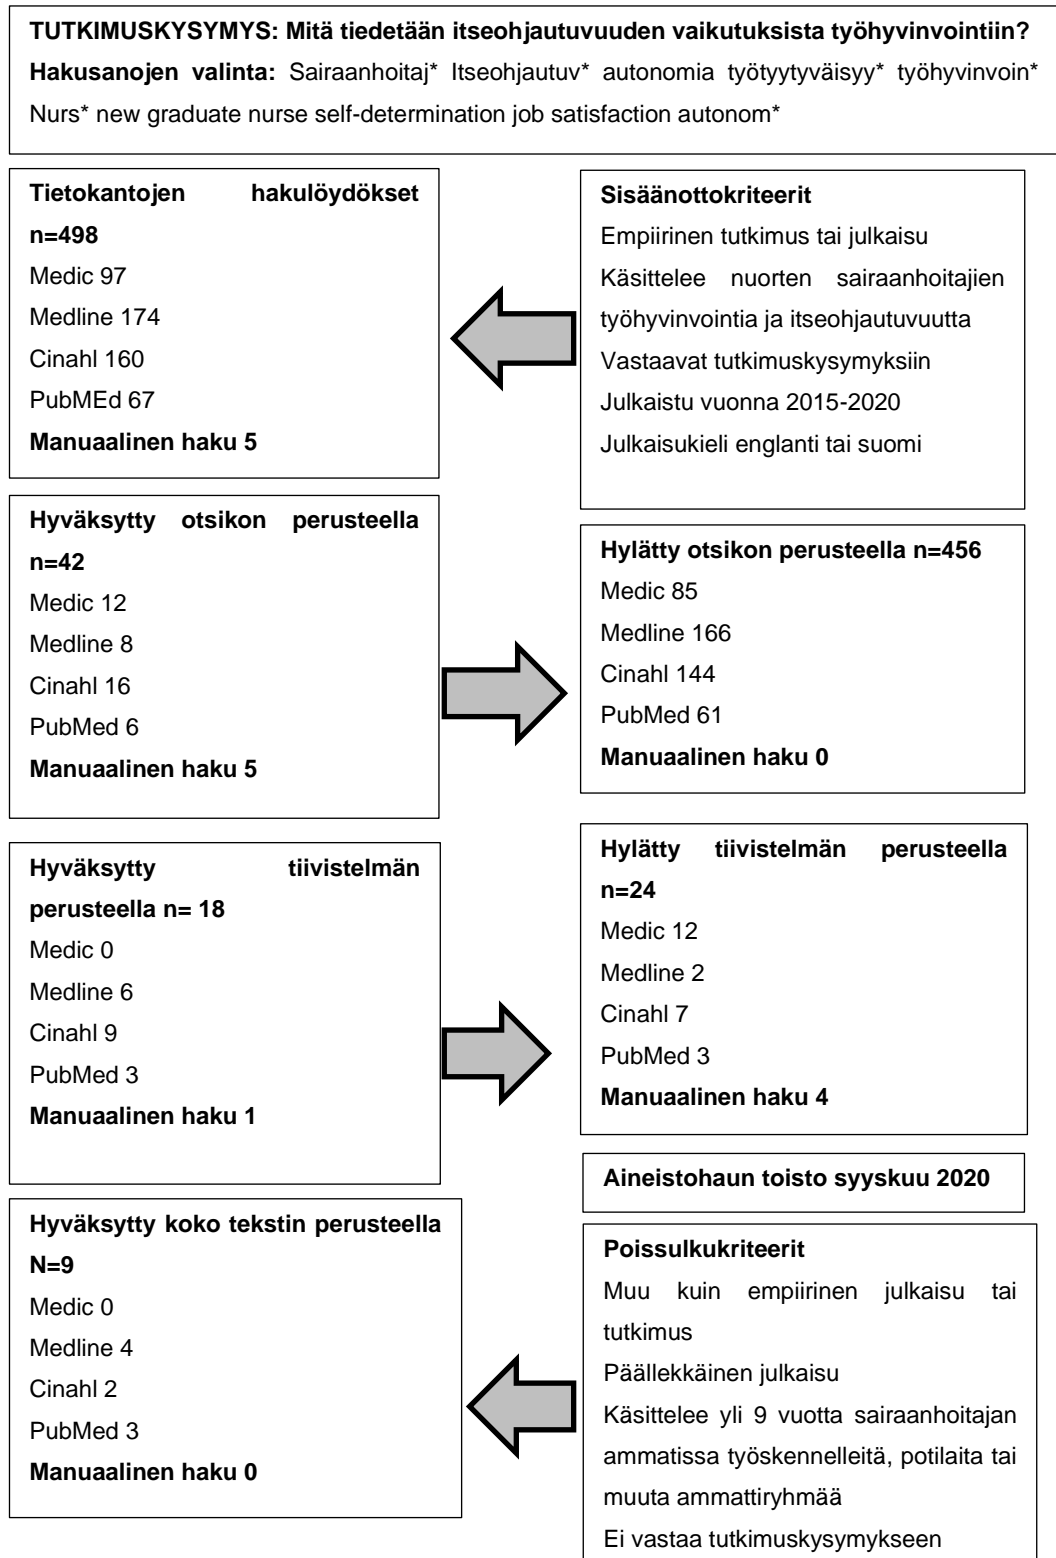 TUTKIMUSKYSYMYS: Mitä tiedetään itseohjautuvuuden vaikutuksista työhyvinvointiin?
Hakusanojen valinta: Sairaanhoitaj* Itseohjautuv* autonomia työtyytyväisyy* työhyvinvoin*
Nurs* new graduate nurse self-determination job satisfaction autonom*
Tietokantojen hakulöydökset
n=498
Medic 97
Medline 174
Cinahl 160
PubMEd 67
Manuaalinen haku 5
Sisäänottokriteerit
Empiirinen tutkimus tai julkaisu
Käsittelee nuorten sairaanhoitajien
työhyvinvointia ja itseohjautuvuutta
Vastaavat tutkimuskysymyksiin
Julkaistu vuonna 2015-2020
Julkaisukieli englanti tai suomi
Hyväksytty otsikon perusteella
n=42
Medic 12
Medline 8
Cinahl 16
PubMed 6
Manuaalinen haku 5
Hylätty otsikon perusteella n=456
Medic 85
Medline 166
Cinahl 144
PubMed 61
Manuaalinen haku 0
Hyväksytty tiivistelmän
perusteella n= 18
Medic 0
Medline 6
Cinahl 9
PubMed 3
Manuaalinen haku 1
Hylätty tiivistelmän perusteella
n=24
Medic 12
Medline 2
Cinahl 7
PubMed 3
Manuaalinen haku 4
Aineistohaun toisto syyskuu 2020
Hyväksytty koko tekstin perusteella
N=9
Medic 0
Medline 4
Cinahl 2
PubMed 3
Manuaalinen haku 0
Poissulkukriteerit
Muu kuin empiirinen julkaisu tai
tutkimus
Päällekkäinen julkaisu
Käsittelee yli 9 vuotta sairaanhoitajan
ammatissa työskennelleitä, potilaita tai
muuta ammattiryhmää
Ei vastaa tutkimuskysymykseen